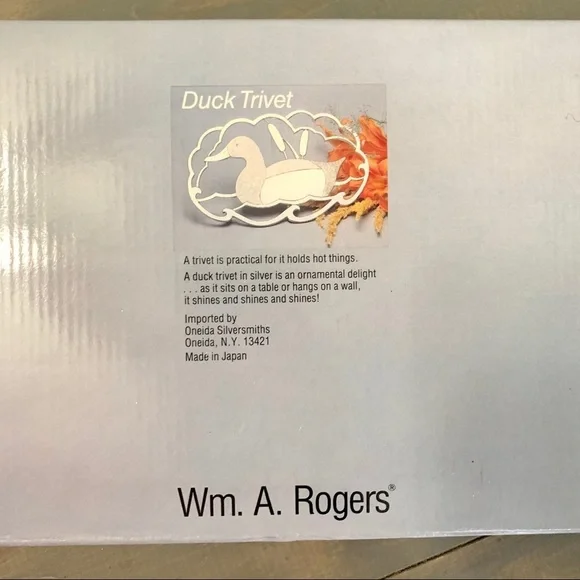 Duck Trivet
A trivet is practical for it holds hot things.
A duck trivet in silver is an ornamental delight
. . . as it sits on a table or hangs on a wall,
it shines and shines and shines!
Imported by
Oneida Silversmiths
Oneida, N.Y. 13421
Made in Japan
Wm. A. Rogers®